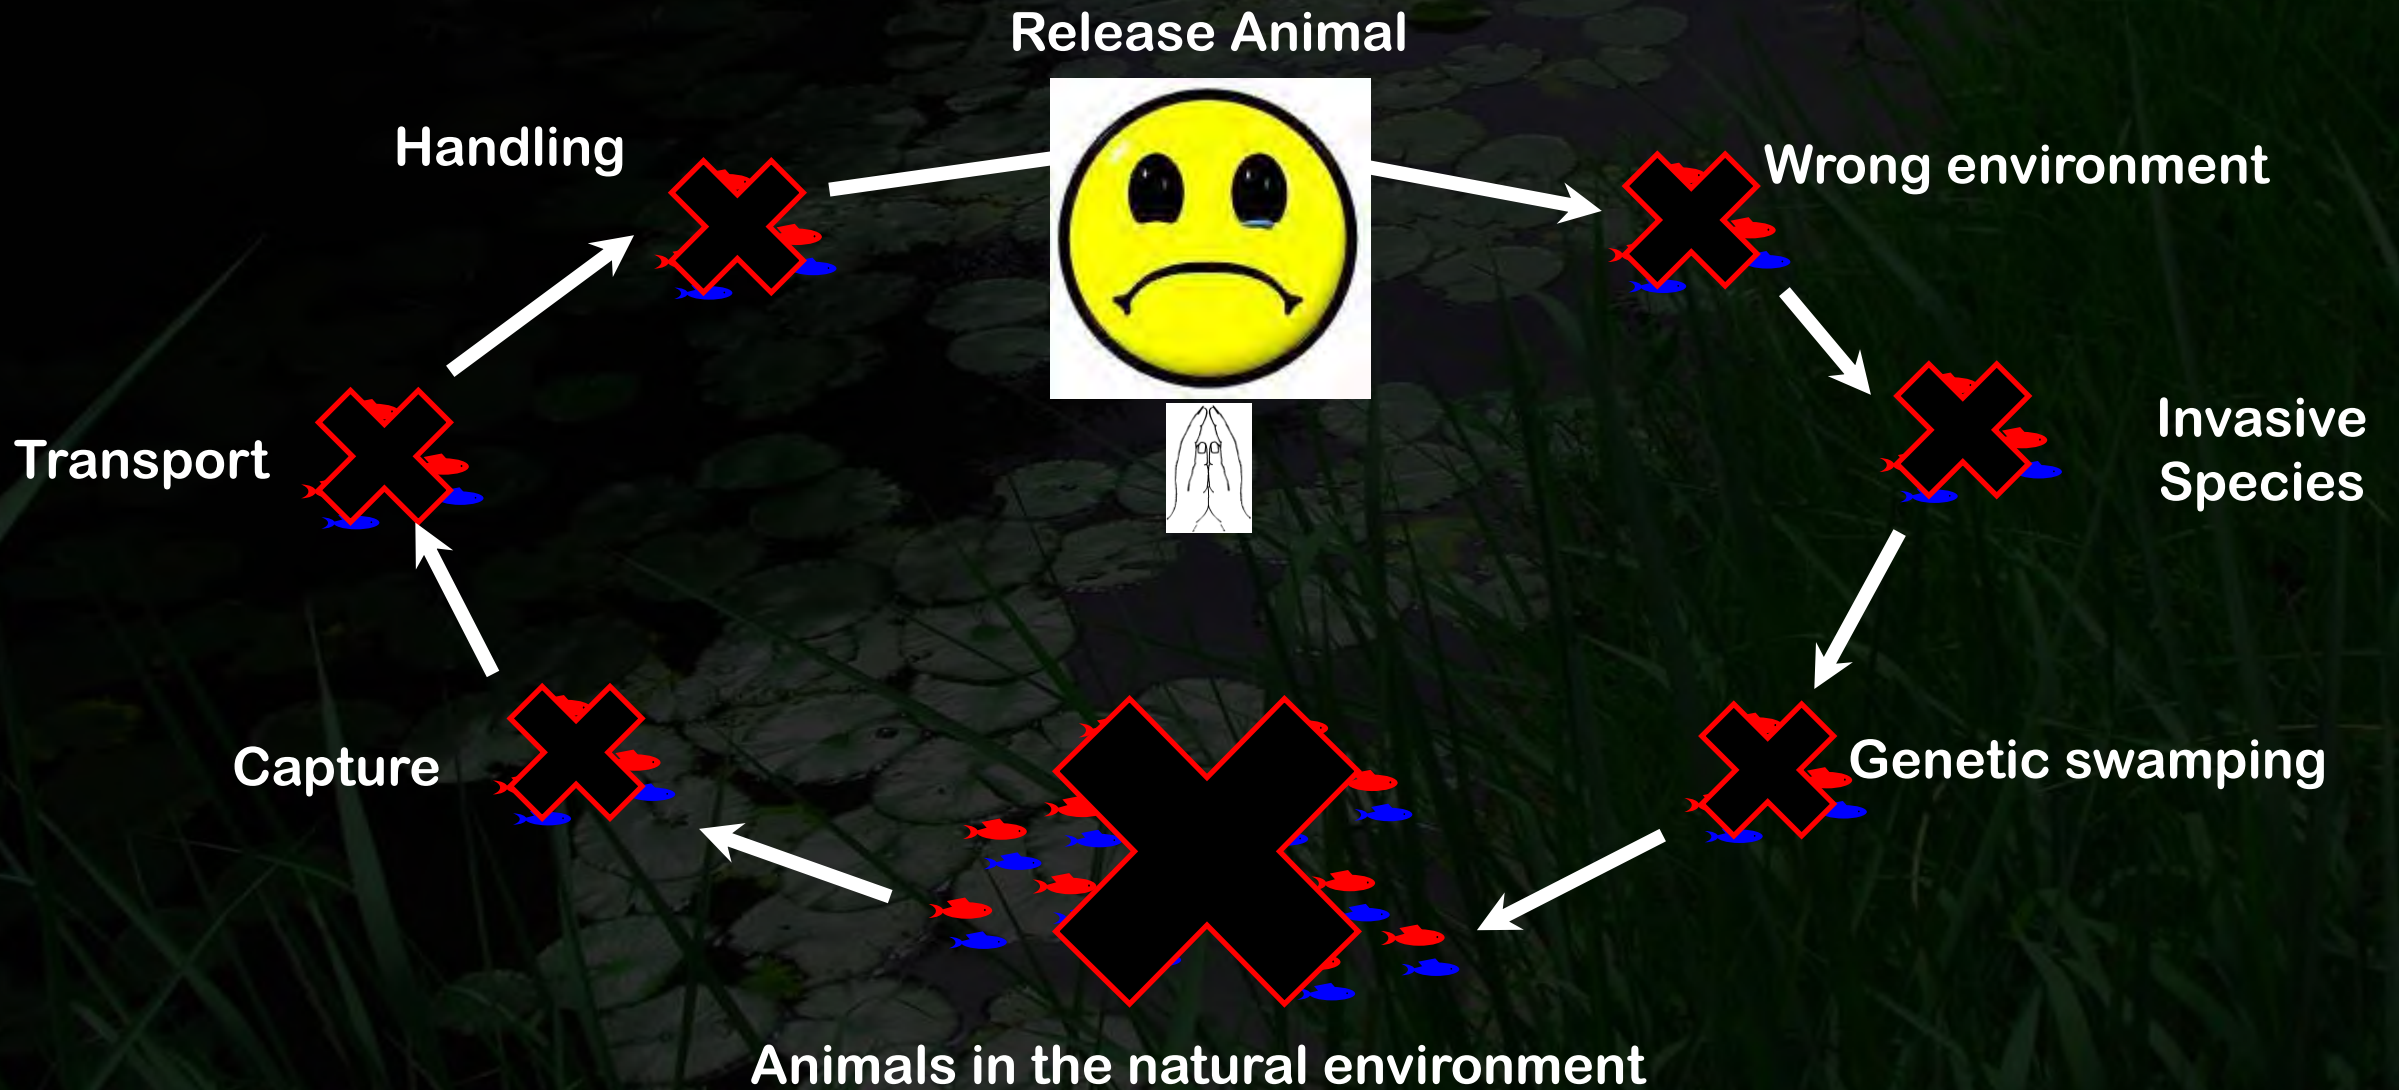 Release Animal
Handling
Wrong environment
Transport
Invasive
Species
Capture
Genetic swamping
Animals in the natural environment